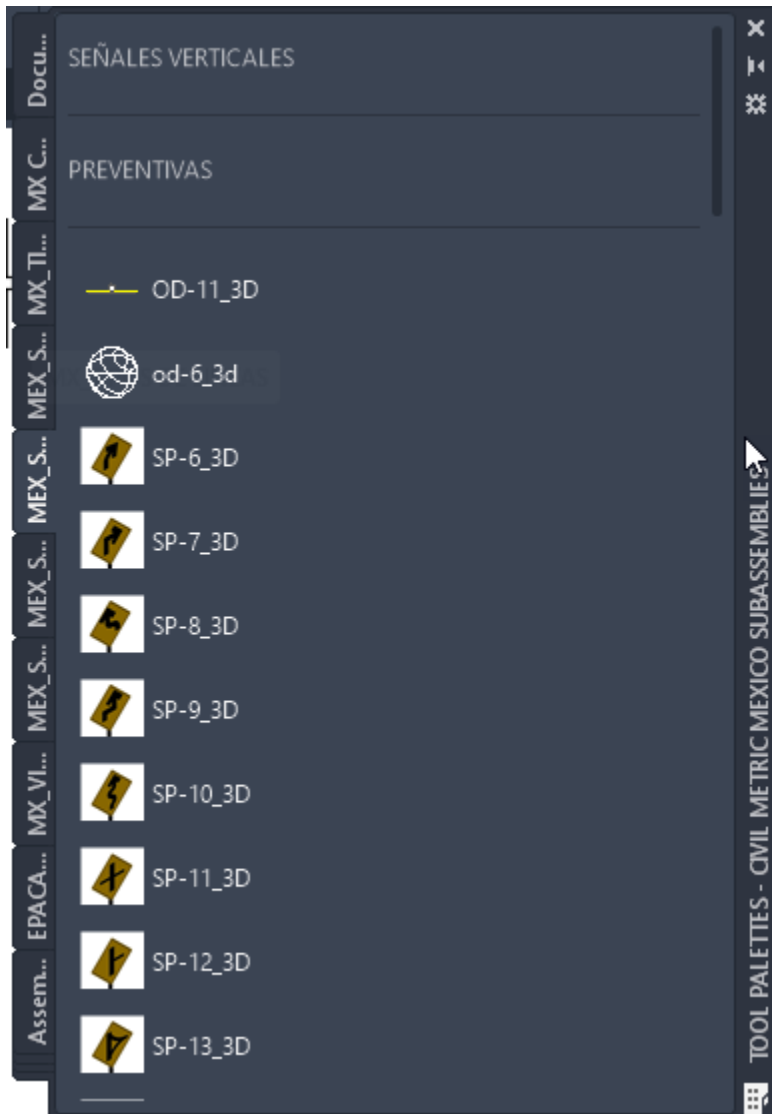 Docu...
MX C...
MX_TI...
MEX_S...
MEX_S...
MEX_S...
MEX_S...
MX_VI...
EPACA...
Assem...
SEÑALES VERTICALES
PREVENTIVAS
OD-11_3D
od-6_3d
SP-6_3D
SP-7_3D
SP-8_3D
SP-9_3D
SP-10_3D
SP-11_3D
SP-12_3D
SP-13_3D
TOOL PALETTES - CIVIL METRIC MEXICO SUBASSEMBLIES